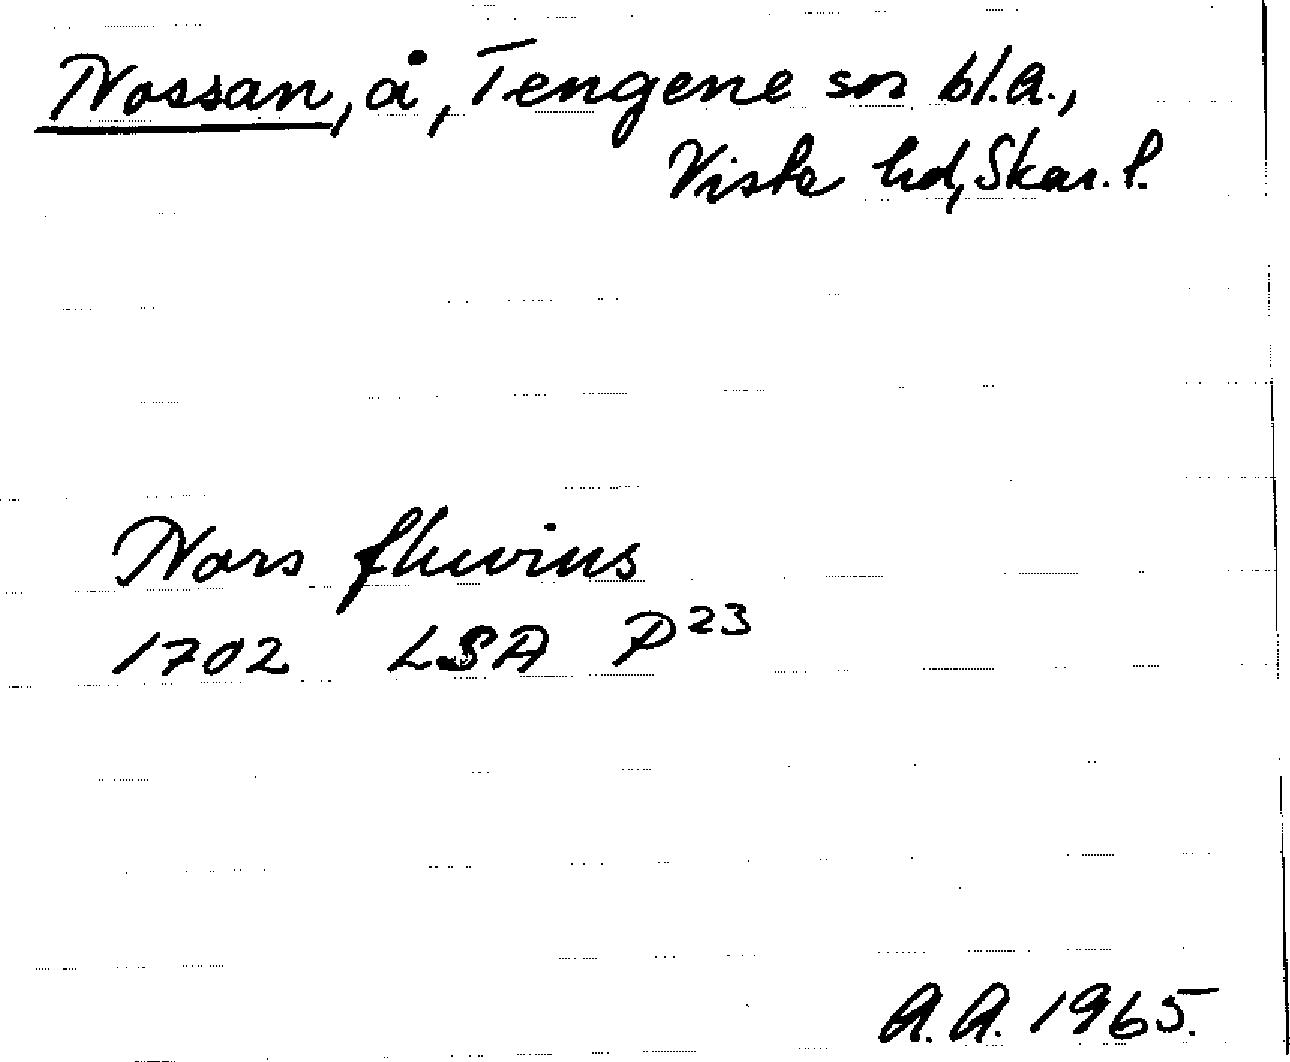 Nossan, å, Tengene sn bl.a.,
Viste hd, Skar. l.
Nors fluvius
1702 LSA P23
A.A. 1965.